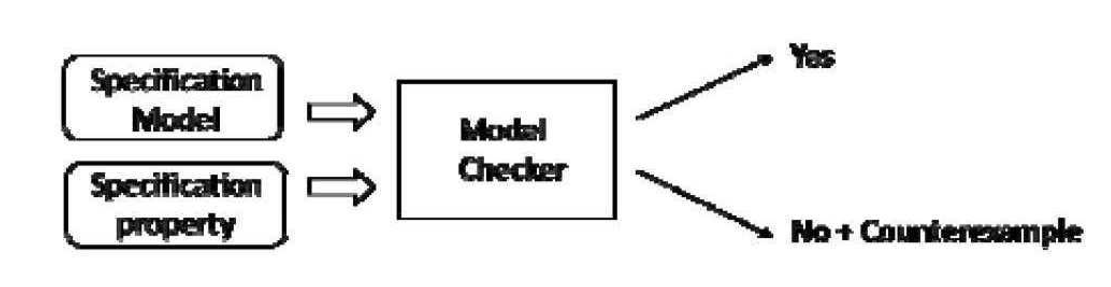 Specification
Model
Specification
property
Model
Checker
Yes
No + Counterexample